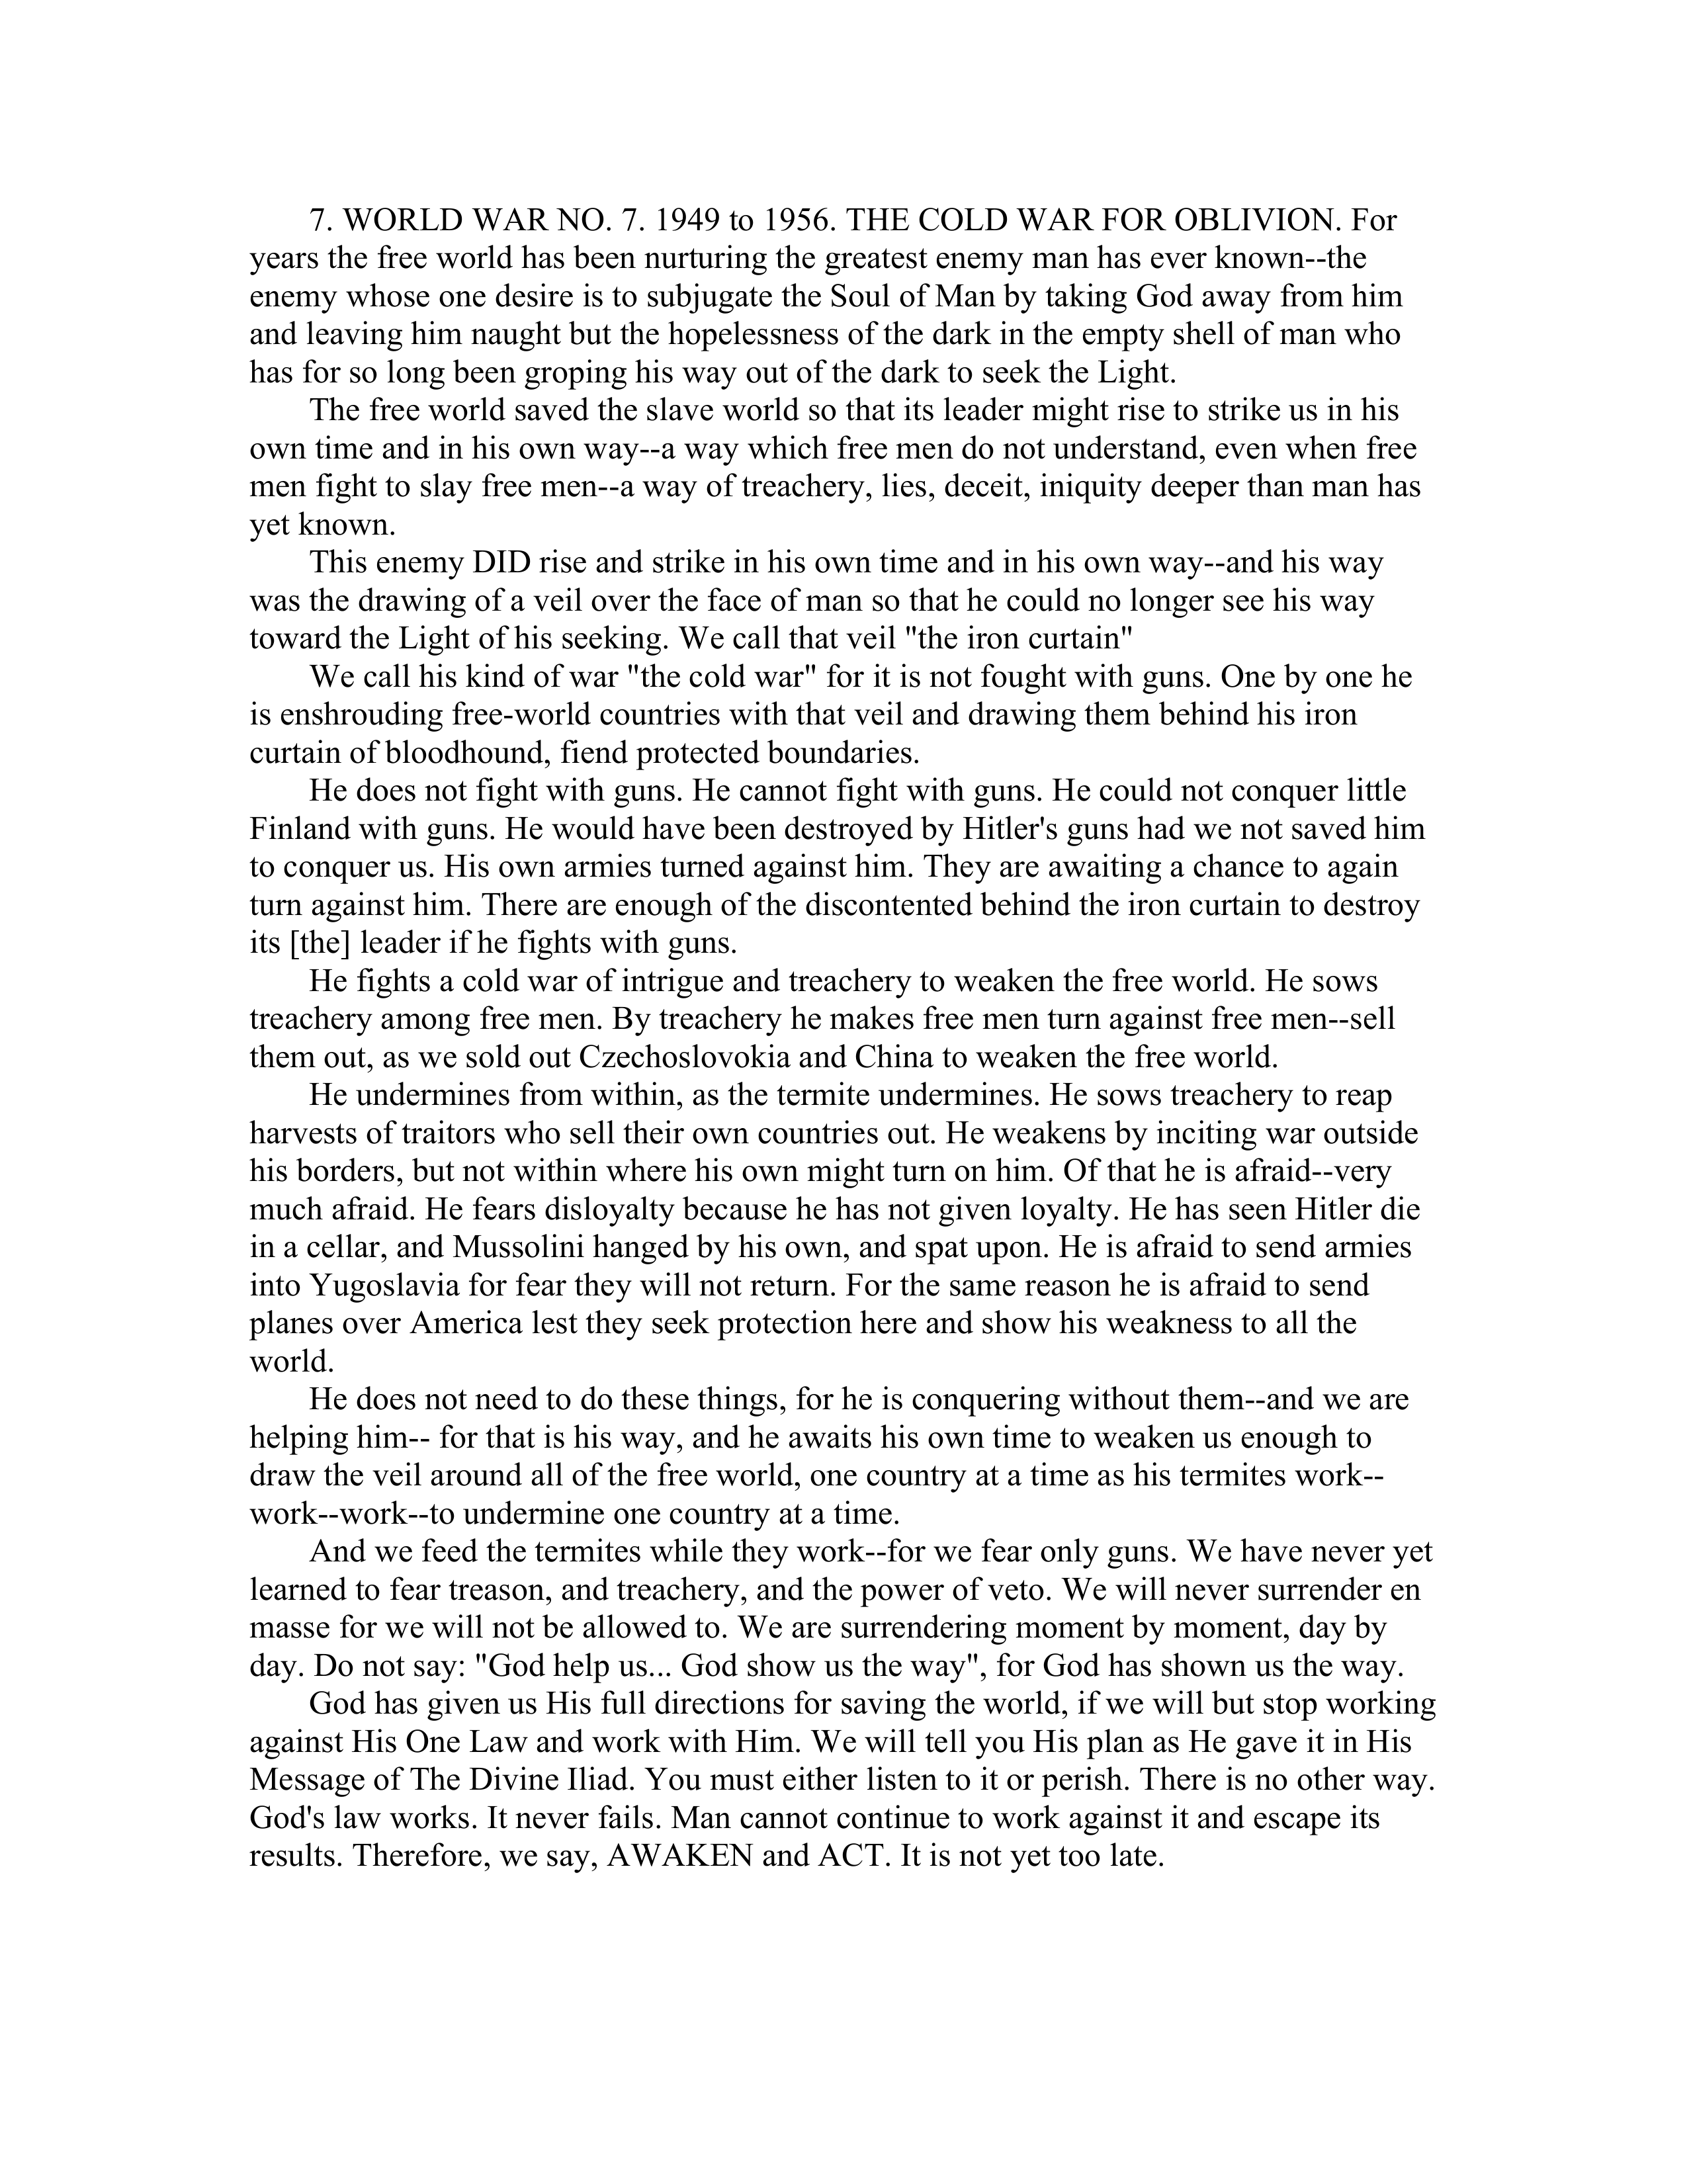 7. WORLD WAR NO. 7. 1949 to 1956. THE COLD WAR FOR OBLIVION. For
years the free world has been nurturing the greatest enemy man has ever known--the
enemy whose one desire is to subjugate the Soul of Man by taking God away from him
and leaving him naught but the hopelessness of the dark in the empty shell of man who
has for so long been groping his way out of the dark to seek the Light.
The free world saved the slave world so that its leader might rise to strike us in his
own time and in his own way--a way which free men do not understand, even when free
men fight to slay free men--a way of treachery, lies, deceit, iniquity deeper than man has
yet known.
This enemy DID rise and strike in his own time and in his own way--and his way
was the drawing of a veil over the face of man so that he could no longer see his way
toward the Light of his seeking. We call that veil "the iron curtain"
We call his kind of war "the cold war" for it is not fought with guns. One by one he
is enshrouding free-world countries with that veil and drawing them behind his iron
curtain of bloodhound, fiend protected boundaries.
He does not fight with guns. He cannot fight with guns. He could not conquer little
Finland with guns. He would have been destroyed by Hitler's guns had we not saved him
to conquer us. His own armies turned against him. They are awaiting a chance to again
turn against him. There are enough of the discontented behind the iron curtain to destroy
its [the] leader if he fights with guns.
He fights a cold war of intrigue and treachery to weaken the free world. He sows
treachery among free men. By treachery he makes free men turn against free men--sell
them out, as we sold out Czechoslovokia and China to weaken the free world.
He undermines from within, as the termite undermines. He sows treachery to reap
harvests of traitors who sell their own countries out. He weakens by inciting war outside
his borders, but not within where his own might turn on him. Of that he is afraid--very
much afraid. He fears disloyalty because he has not given loyalty. He has seen Hitler die
in a cellar, and Mussolini hanged by his own, and spat upon. He is afraid to send armies
into Yugoslavia for fear they will not return. For the same reason he is afraid to send
planes over America lest they seek protection here and show his weakness to all the
world.
He does not need to do these things, for he is conquering without them--and we are
helping him-- for that is his way, and he awaits his own time to weaken us enough to
draw the veil around all of the free world, one country at a time as his termites work--
work--work--to undermine one country at a time.
And we feed the termites while they work--for we fear only guns. We have never yet
learned to fear treason, and treachery, and the power of veto. We will never surrender en
masse for we will not be allowed to. We are surrendering moment by moment, day by
day. Do not say: "God help us... God show us the way", for God has shown us the way.
God has given us His full directions for saving the world, if we will but stop working
against His One Law and work with Him. We will tell you His plan as He gave it in His
Message of The Divine Iliad. You must either listen to it or perish. There is no other way.
God's law works. It never fails. Man cannot continue to work against it and escape its
results. Therefore, we say, AWAKEN and ACT. It is not yet too late.